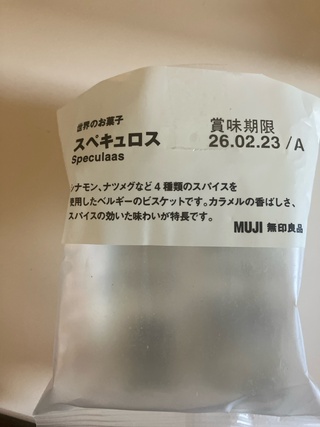 世界のお菓子
スペキュロス
Speculaas
賞味期限
26.02.23/A
シナモン、ナツメグなど4種類のスパイスを
使用したベルギーのビスケットです。カラメルの香ばしさ、
スパイスの効いた味わいが特長です。
MUJI 無印良品